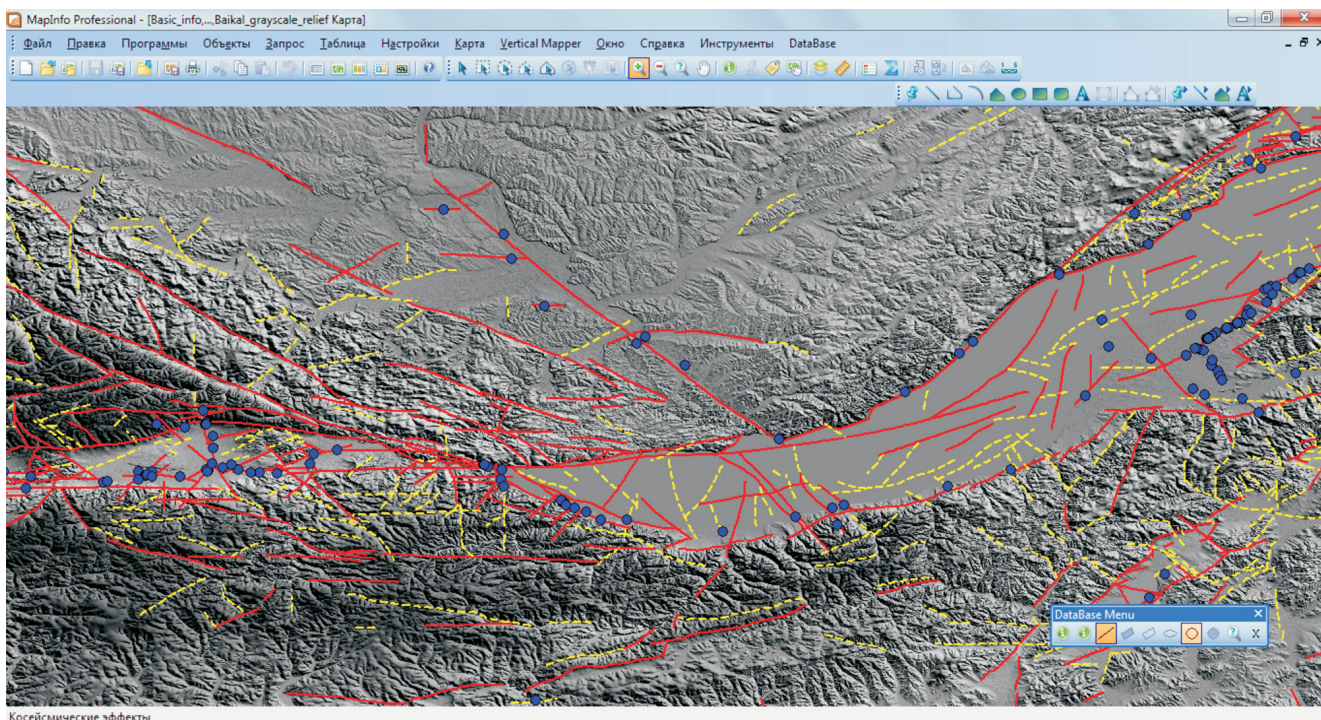 MapInfo Professional - [Basic_info,...,Baikal_grayscale_relief Карта]
Файл Правка Программы Объекты Запрос Таблица Настройки Карта Vertical Mapper Окно Справка Инструменты DataBase
DataBase Menu
Косейсмические эффекты